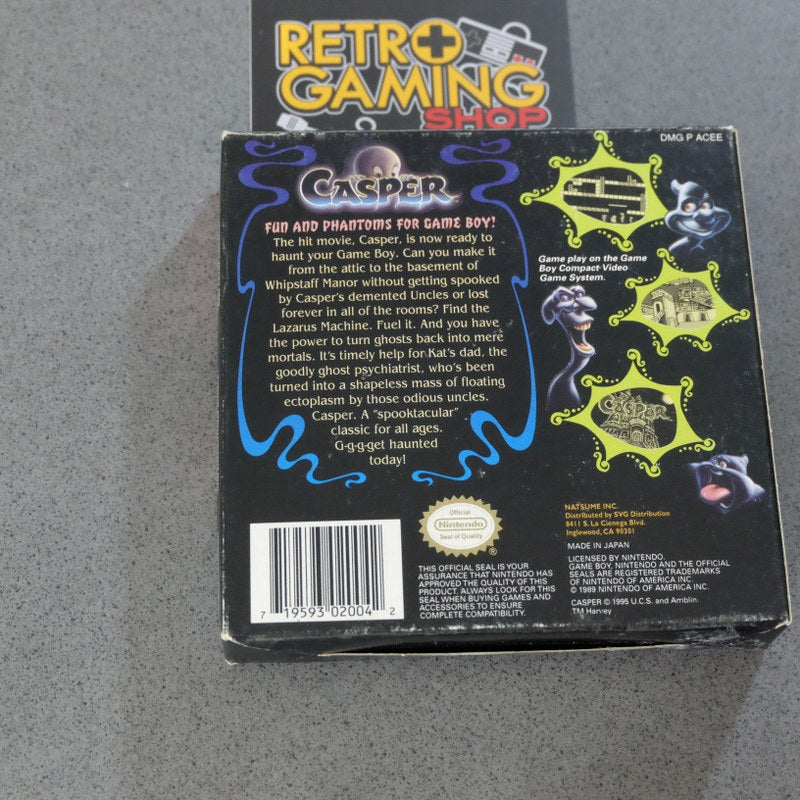 RETRO
GAMING
SHOP
DMG P ACEE
CASPER
FUN AND PHANTOMS FOR GAME BOY!
The hit movie, Casper, is now ready to
haunt your Game Boy. Can you make it
from the attic to the basement of
Whipstaff Manor without getting spooked
by Casper's demented Uncles or lost
forever in all of the rooms? Find the
Lazarus Machine. Fuel it. And you have
the power to turn ghosts back into mere
mortals. It's timely help for Kat's dad, the
goodly ghost psychiatrist, who's been
turned into a shapeless mass of floating
ectoplasm by those odious uncles.
Casper. A "spooktacular"
classic for all ages.
G-g-g-get haunted
today!
Game play on the Game
Boy Compact Video
Game System.
CASPER
Official
Nintendo
Seal of Quality
®
THIS OFFICIAL SEAL IS YOUR
ASSURANCE THAT NINTENDO HAS
APPROVED THE QUALITY OF THIS
PRODUCT. ALWAYS LOOK FOR THIS
SEAL WHEN BUYING GAMES AND
ACCESSORIES TO ENSURE
COMPLETE COMPATIBILITY.
NATSUME INC.
Distributed by SVG Distribution
8411 S. La Cienega Blvd.
Inglewood, CA 90301
MADE IN JAPAN
LICENSED BY NINTENDO.
GAME BOY, NINTENDO AND THE OFFICIAL
SEALS ARE REGISTERED TRADEMARKS
OF NINTENDO OF AMERICA INC.
© 1989 NINTENDO OF AMERICA INC.
CASPER © 1995 U.C.S. and Amblin.
TM Harvey
7 19593 02004 2